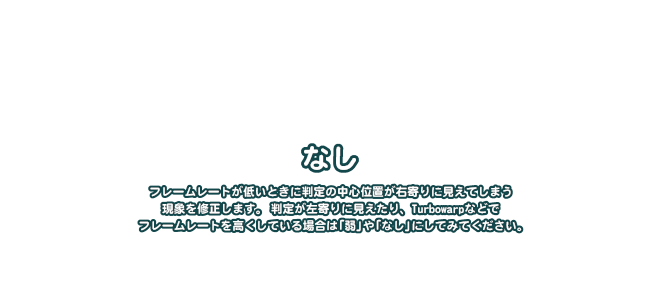 なし
フレームレートが低いときに判定の中心位置が右寄りに見えてしまう
現象を修正します。 判定が左寄りに見えたり、Turbowarpなどで
フレームレートを高くしている場合は「弱」や「なし」にしてみてください。